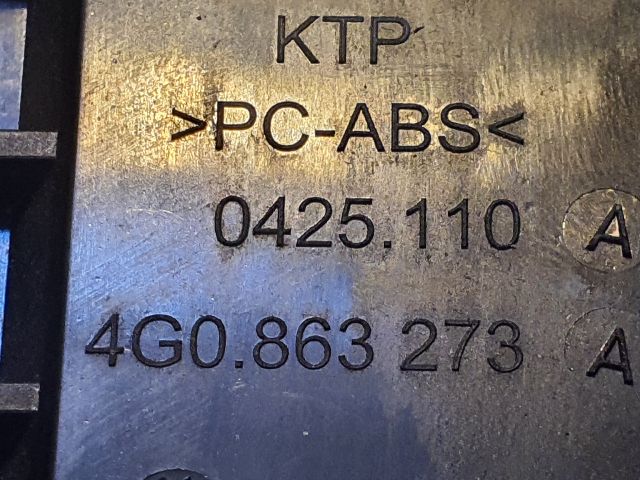 KTP
>PC-ABS<
0425.110 A
4G0.863 273 A